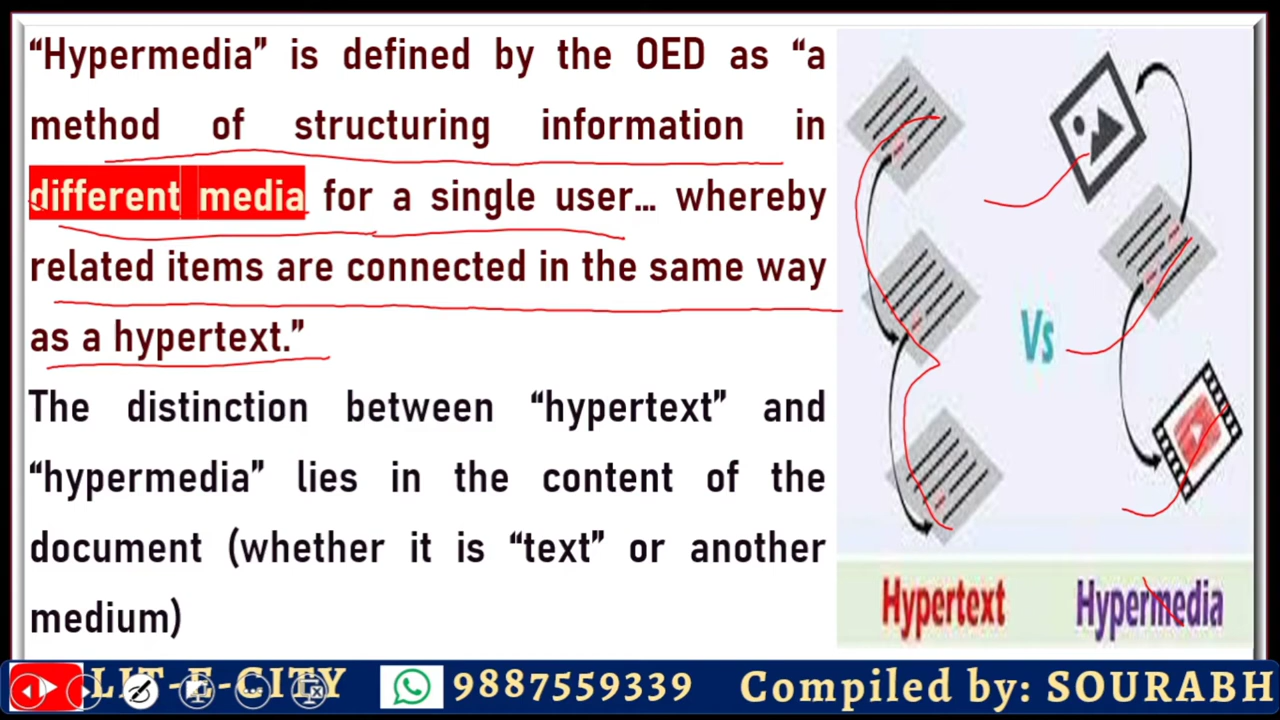 “Hypermedia” is defined by the OED as “a
method of structuring information in
different media for a single user... whereby
related items are connected in the same way
as a hypertext.”
The distinction between “hypertext” and
“hypermedia” lies in the content of the
document (whether it is “text” or another
medium)
Vs
Hypertext
Hypermedia
LIT-E-CITY
9887559339
Compiled by: SOURABH